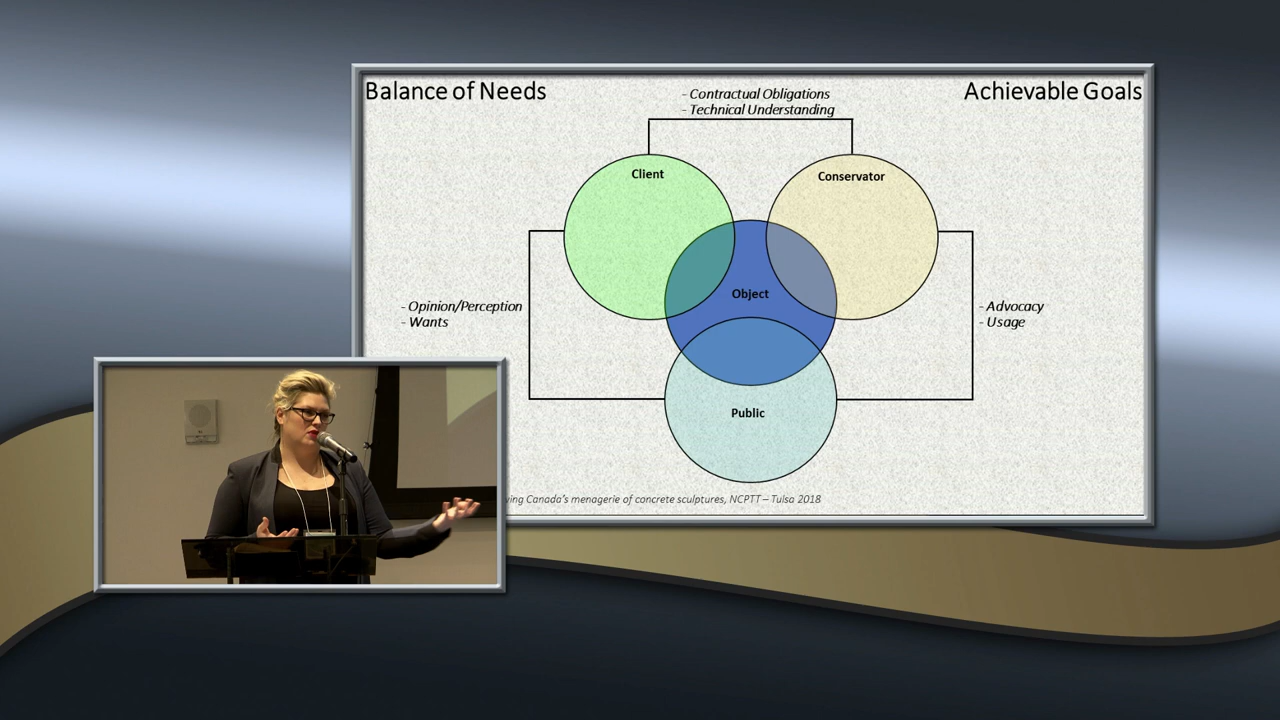 Balance of Needs
Achievable Goals
- Contractual Obligations
- Technical Understanding
Client
Conservator
Object
- Opinion/Perception
- Wants
- Advocacy
- Usage
Public
Canada's menagerie of concrete sculptures, NCPTT – Tulsa 2018